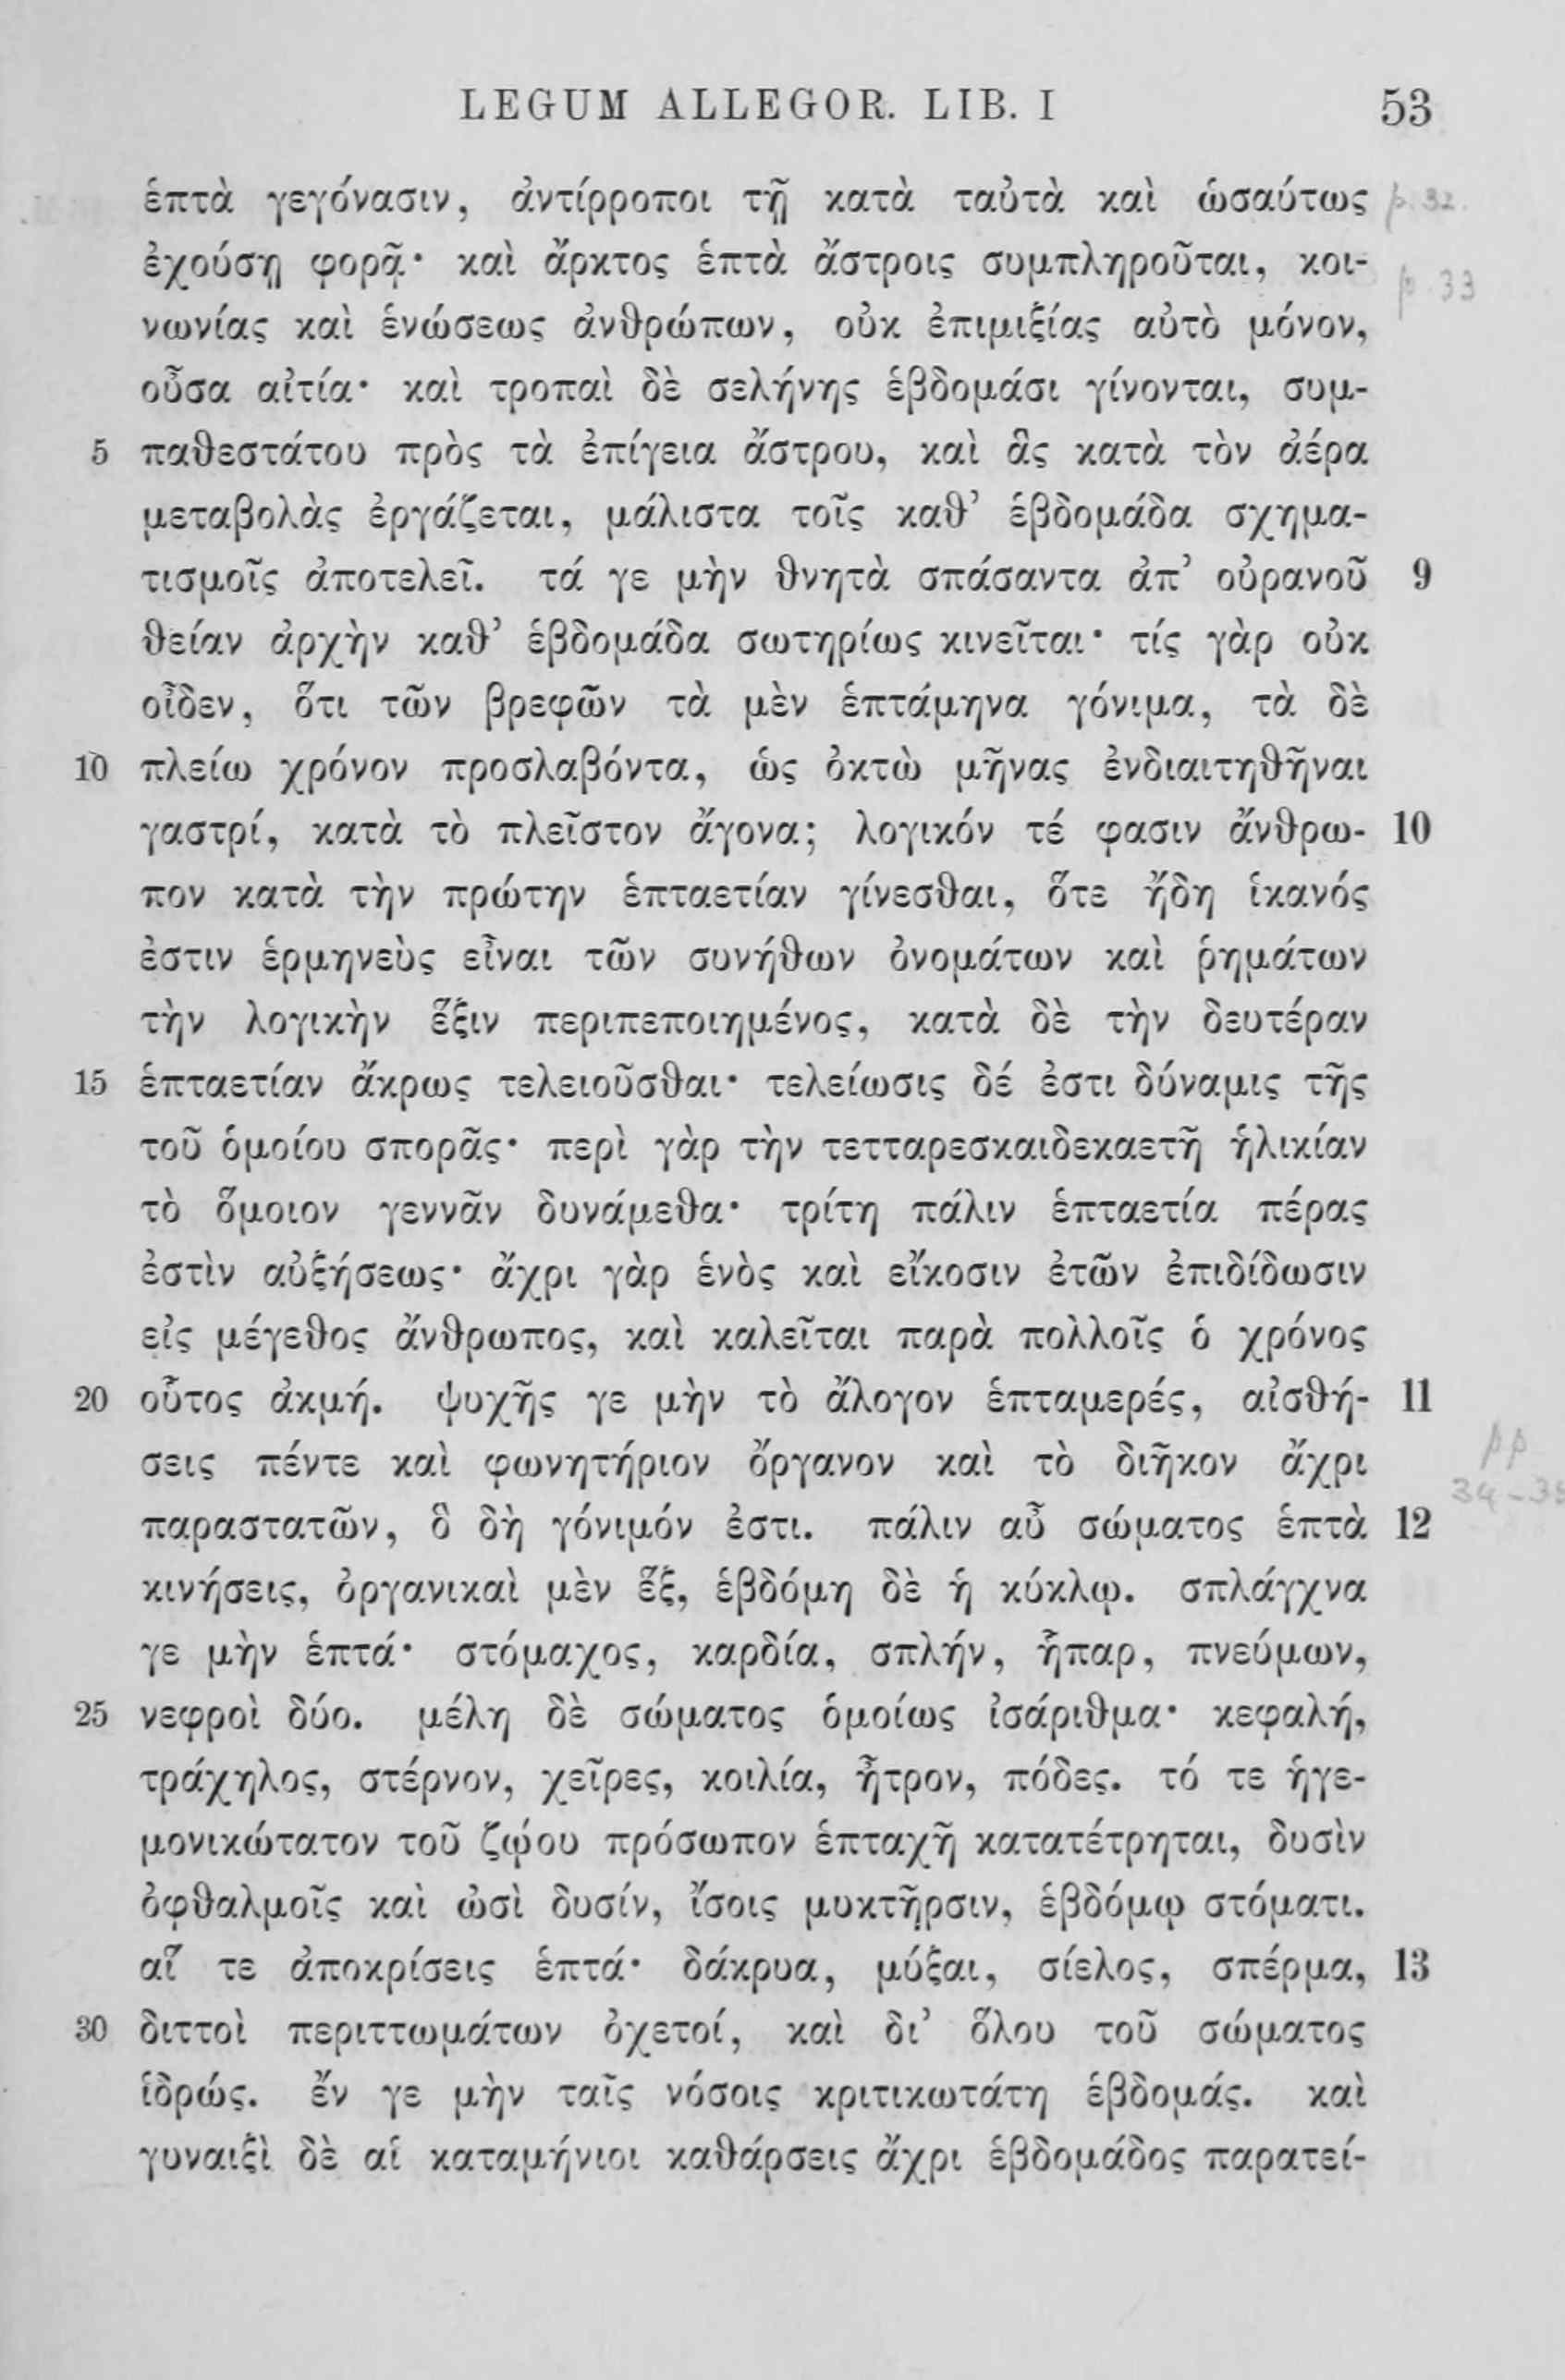 LEGUM ALLEGOR. LIB. I 53
ἑπτὰ γεγόνασιν, ἀντίρροποι τῇ κατὰ ταὐτὰ καὶ ὡσαύτως p. 32.
ἐχούσῃ φορᾷ· καὶ ἄρκτος ἑπτὰ ἄστροις συμπληροῦται, κοι- p. 33
νωνίας καὶ ἑνώσεως ἀνθρώπων, οὐκ ἐπιμιξίας αὐτὸ μόνον,
οὖσα αἰτία· καὶ τροπαὶ δὲ σελήνης ἑβδομάσι γίνονται, συμ-
5 παθεστάτου πρὸς τὰ ἐπίγεια ἄστρου, καὶ ἃς κατὰ τὸν ἀέρα
μεταβολὰς ἐργάζεται, μάλιστα τοῖς καθ’ ἑβδομάδα σχημα-
τισμοῖς ἀποτελεῖ. τά γε μὴν θνητὰ σπάσαντα ἀπ’ οὐρανοῦ 9
θείαν ἀρχὴν καθ’ ἑβδομάδα σωτηρίως κινεῖται· τίς γὰρ οὐκ
οἶδεν, ὅτι τῶν βρεφῶν τὰ μὲν ἑπτάμηνα γόνιμα, τὰ δὲ
10 πλείω χρόνον προσλαβόντα, ὡς ὀκτὼ μῆνας ἐνδιαιτηθῆναι
γαστρί, κατὰ τὸ πλεῖστον ἄγονα; λογικόν τέ φασιν ἄνθρω- 10
πον κατὰ τὴν πρώτην ἑπταετίαν γίνεσθαι, ὅτε ἤδη ἱκανός
ἐστιν ἑρμηνεὺς εἶναι τῶν συνήθων ὀνομάτων καὶ ῥημάτων
τὴν λογικὴν ἕξιν περιπεποιημένος, κατὰ δὲ τὴν δευτέραν
15 ἑπταετίαν ἄκρως τελειοῦσθαι· τελείωσις δέ ἐστι δύναμις τῆς
τοῦ ὁμοίου σπορᾶς· περὶ γὰρ τὴν τετταρεσκαιδεκαετῆ ἡλικίαν
τὸ ὅμοιον γεννᾶν δυνάμεθα· τρίτη πάλιν ἑπταετία πέρας
ἐστὶν αὐξήσεως· ἄχρι γὰρ ἑνὸς καὶ εἴκοσιν ἐτῶν ἐπιδίδωσιν
εἰς μέγεθος ἄνθρωπος, καὶ καλεῖται παρὰ πολλοῖς ὁ χρόνος
20 οὗτος ἀκμή. ψυχῆς γε μὴν τὸ ἄλογον ἑπταμερές, αἰσθή- 11
σεις πέντε καὶ φωνητήριον ὄργανον καὶ τὸ διῆκον ἄχρι pp
παραστατῶν, ὃ δὴ γόνιμόν ἐστι. πάλιν αὖ σώματος ἑπτὰ 12 34-35
κινήσεις, ὀργανικαὶ μὲν ἕξ, ἑβδόμη δὲ ἡ κύκλῳ. σπλάγχνα
γε μὴν ἑπτά· στόμαχος, καρδία, σπλήν, ἧπαρ, πνεύμων,
25 νεφροὶ δύο. μέλη δὲ σώματος ὁμοίως ἰσάριθμα· κεφαλή,
τράχηλος, στέρνον, χεῖρες, κοιλία, ἦτρον, πόδες. τό τε ἡγε-
μονικώτατον τοῦ ζῴου πρόσωπον ἑπταχῆ κατατέτρηται, δυσὶν
ὀφθαλμοῖς καὶ ὠσὶ δυσίν, ἴσοις μυκτῆρσιν, ἑβδόμῳ στόματι.
αἵ τε ἀποκρίσεις ἑπτά· δάκρυα, μύξαι, σίελος, σπέρμα, 13
30 διττοὶ περιττωμάτων ὀχετοί, καὶ δι’ ὅλου τοῦ σώματος
ἱδρώς. ἔν γε μὴν ταῖς νόσοις κριτικωτάτη ἑβδομάς. καὶ
γυναιξὶ δὲ αἱ καταμήνιοι καθάρσεις ἄχρι ἑβδομάδος παρατεί-